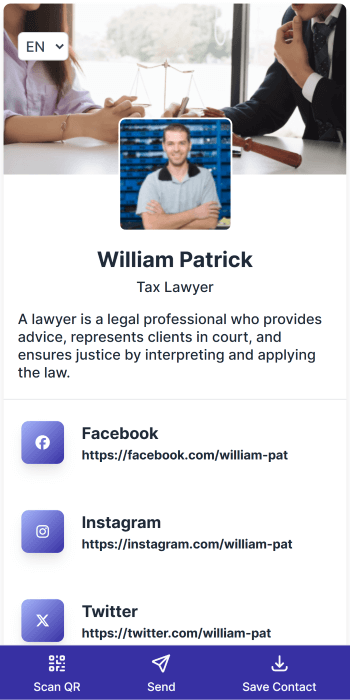 EN
William Patrick
Tax Lawyer
A lawyer is a legal professional who provides
advice, represents clients in court, and
ensures justice by interpreting and applying
the law.
Facebook
https://facebook.com/william-pat
Instagram
https://instagram.com/william-pat
Twitter
https://twitter.com/william-pat
Scan QR
Send
Save Contact